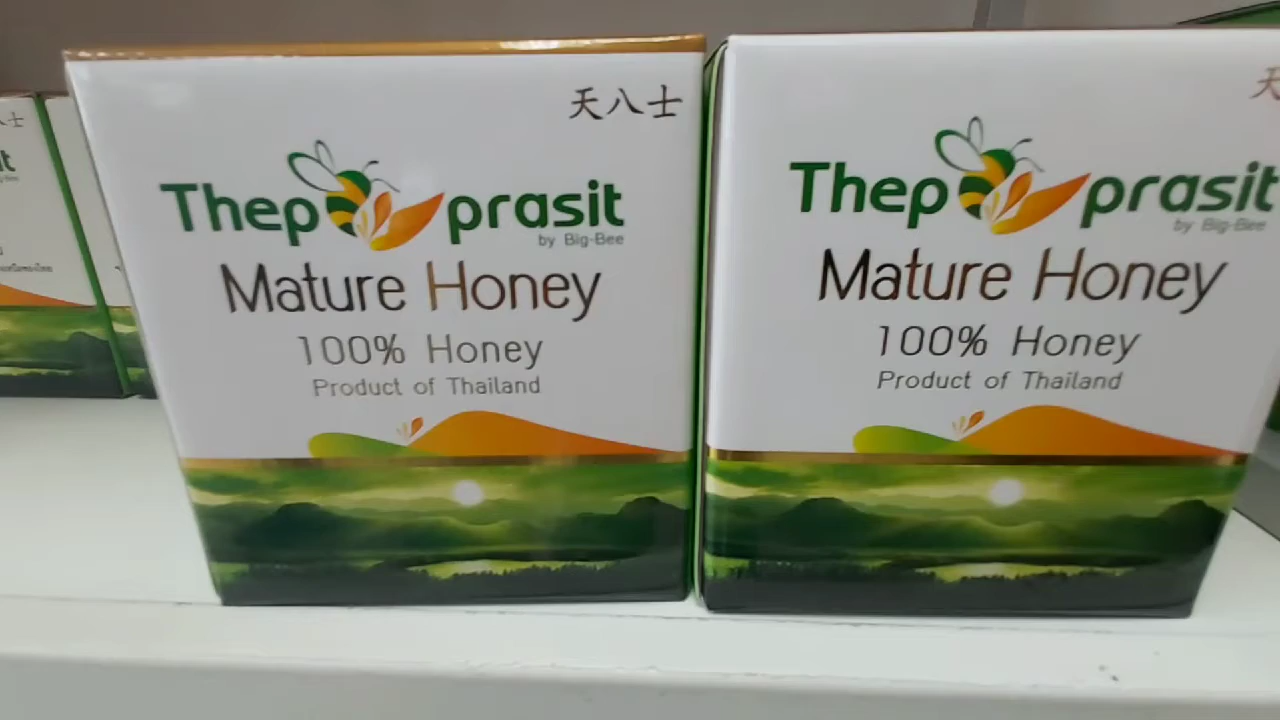 天八士
Thep prasit
by Big-Bee
Mature Honey
100% Honey
Product of Thailand
天
Thep prasit
by Big-Bee
Mature Honey
100% Honey
Product of Thailand